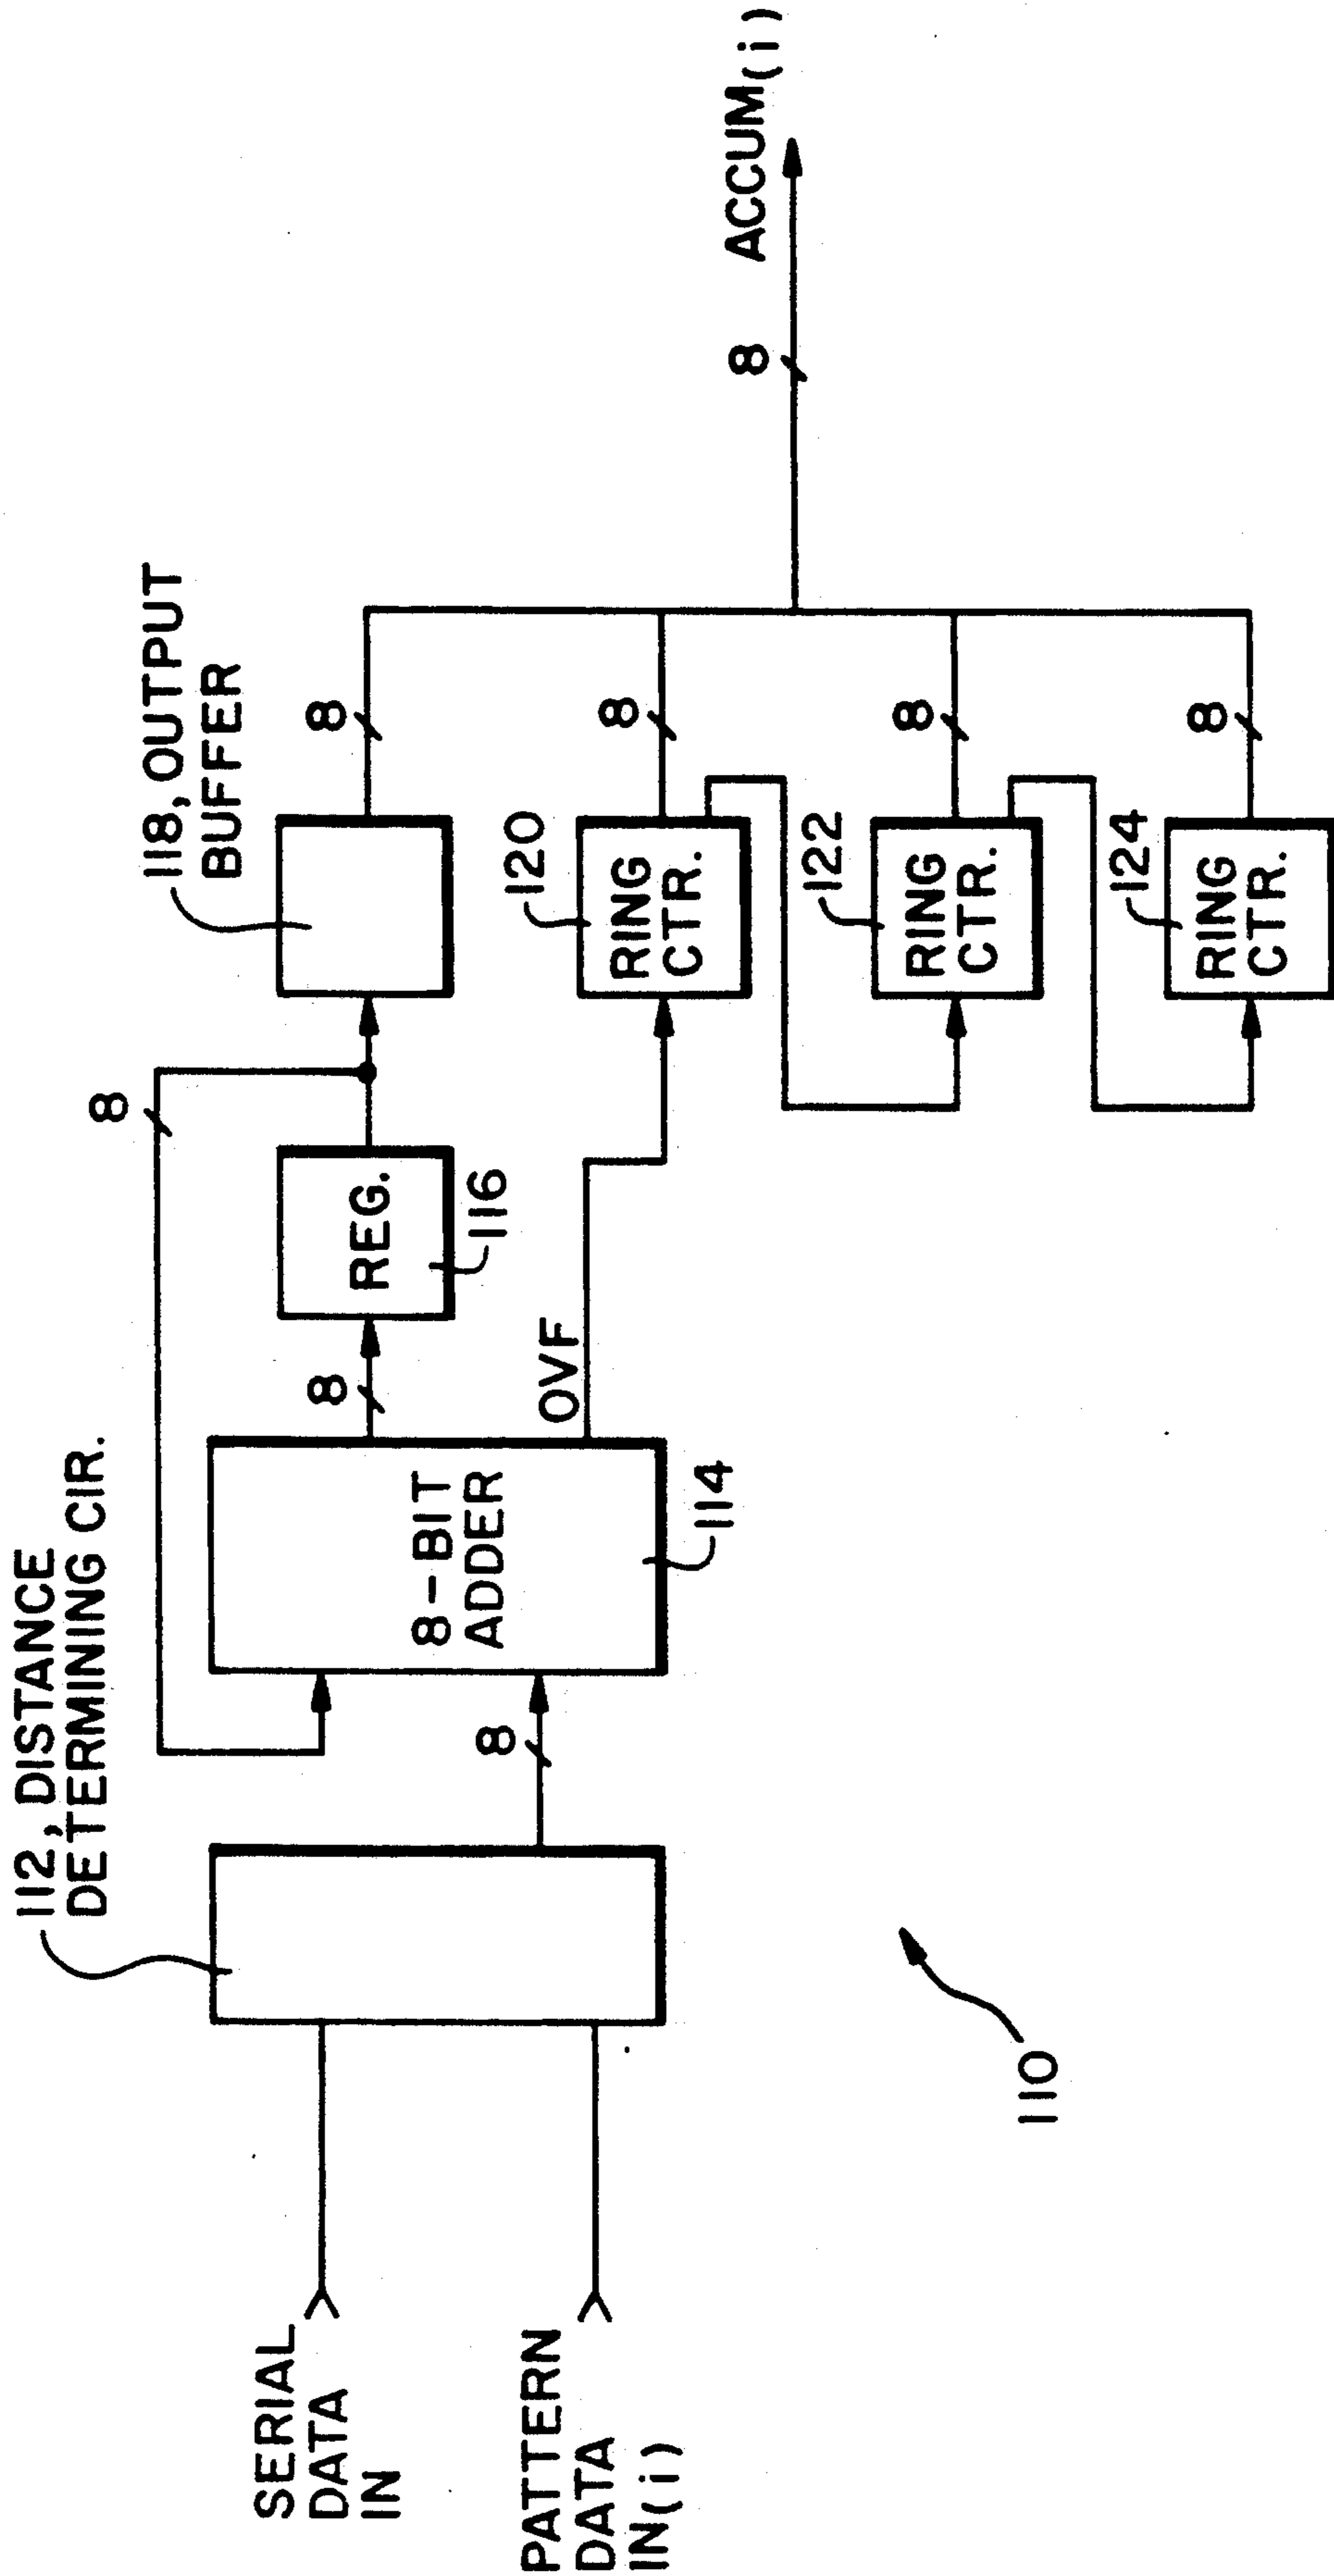 112, DISTANCE
DETERMINING CIR.
118, OUTPUT
BUFFER
8
8
8
REG.
116
SERIAL
DATA
IN
8-BIT
ADDER
114
8
OVF
120
RING
CTR.
8
8
ACCUM(i)
PATTERN
DATA
IN(i)
8
122
RING
CTR.
8
124
RING
CTR.
8
110